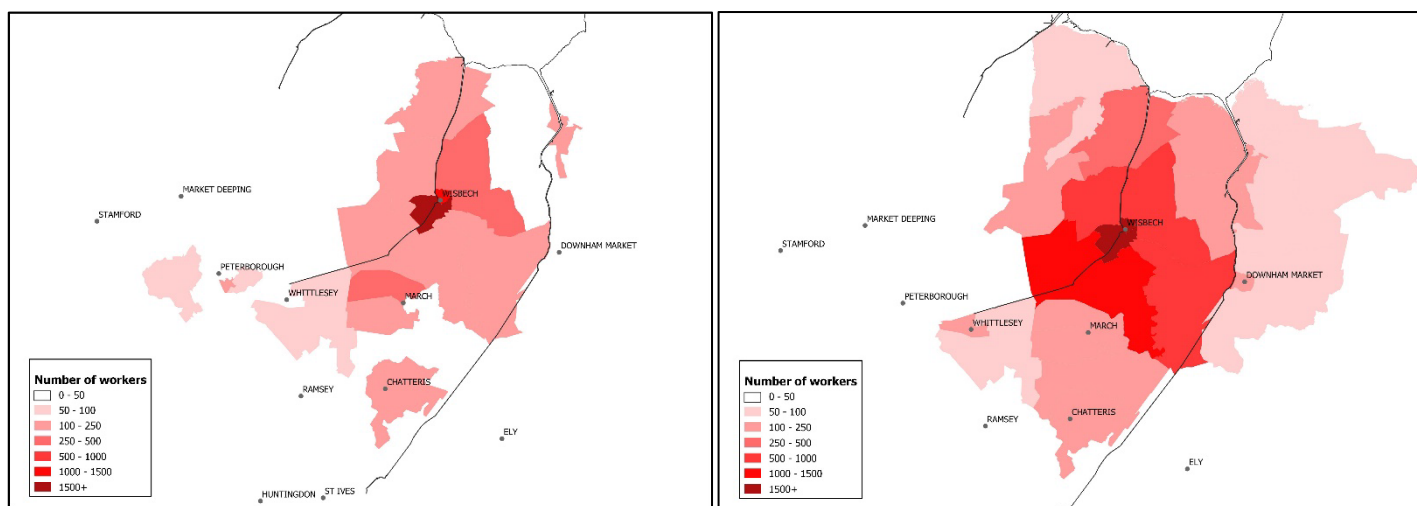 WISBECH
MARKET DEEPING
STAMFORD
DOWNHAM MARKET
PETERBOROUGH
WHITTLESEY
MARCH
RAMSEY
CHATTERIS
ELY
HUNTINGDON
ST IVES
Number of workers
0 - 50
50 - 100
100 - 250
250 - 500
500 - 1000
1000 - 1500
1500+
WISBECH
MARKET DEEPING
STAMFORD
DOWNHAM MARKET
PETERBOROUGH
WHITTLESEY
MARCH
RAMSEY
CHATTERIS
ELY
Number of workers
0 - 50
50 - 100
100 - 250
250 - 500
500 - 1000
1000 - 1500
1500+